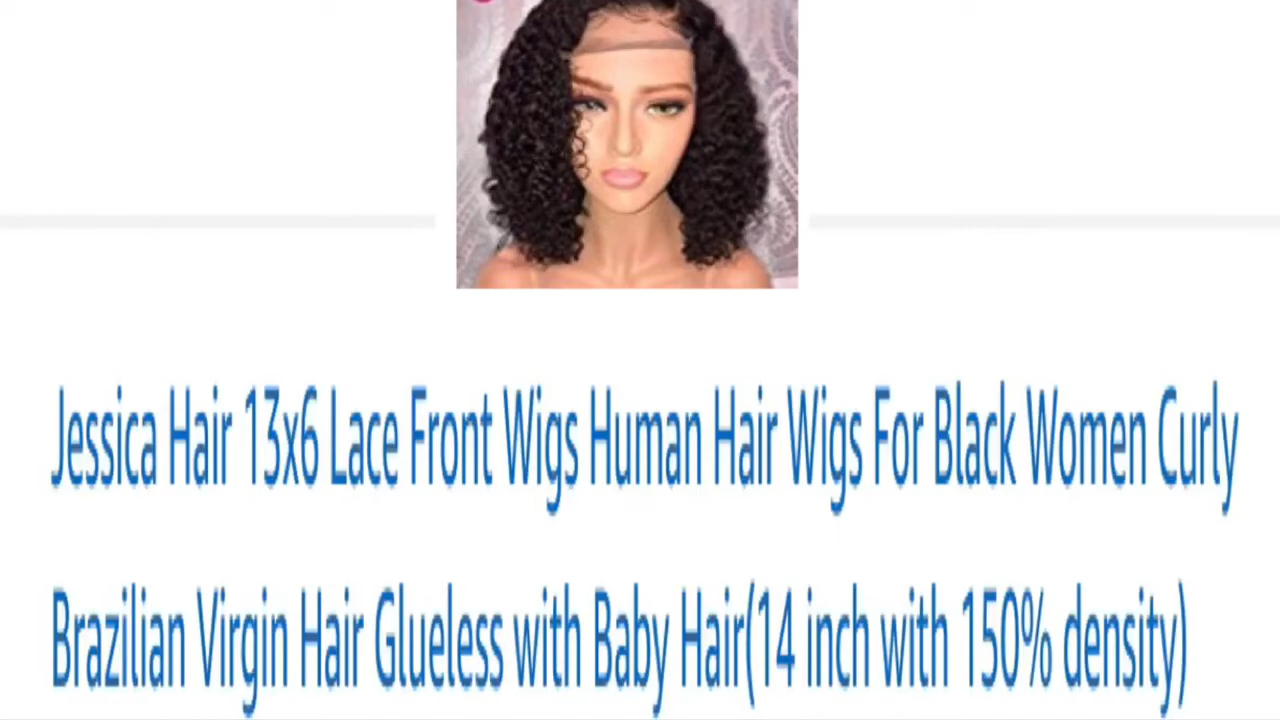 Jessica Hair 13x6 Lace Front Wigs Human Hair Wigs For Black Women Curly
Brazilian Virgin Hair Glueless with Baby Hair(14 inch with 150% density)